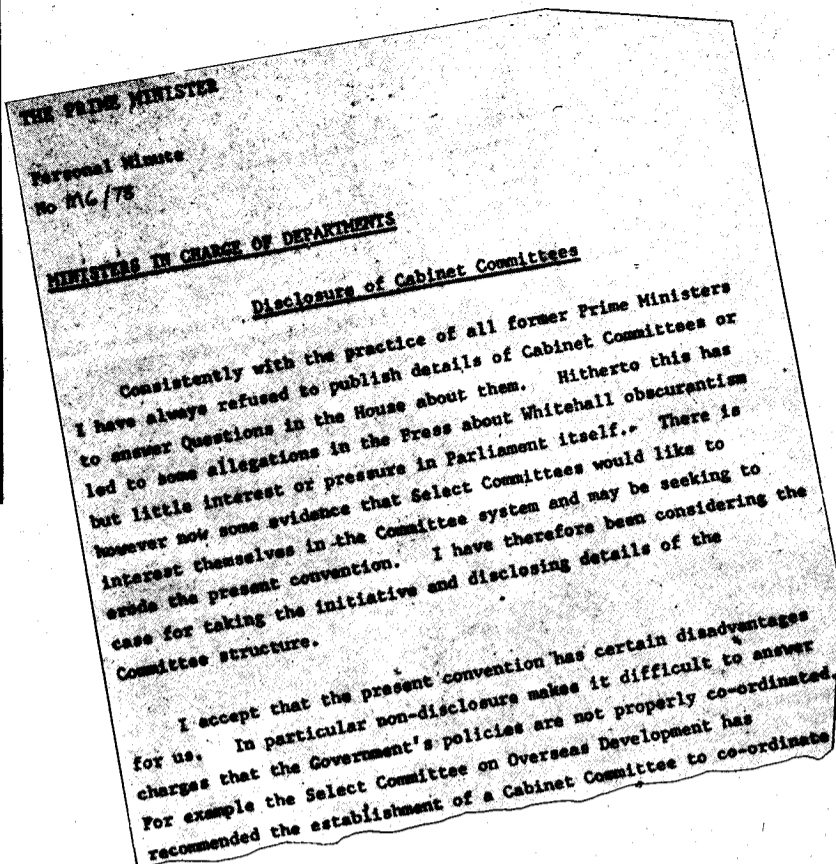 THE PRIME MINISTER
Personal Minute
No M6/78
MINISTERS IN CHARGE OF DEPARTMENTS
Disclosure of Cabinet Committees
Consistently with the practice of all former Prime Ministers
I have always refused to publish details of Cabinet Committees or
to answer Questions in the House about them. Hitherto this has
led to some allegations in the Press about Whitehall obscurantism
but little interest or pressure in Parliament itself. There is
however now some evidence that Select Committees would like to
interest themselves in the Committee system and may be seeking to
erode the present convention. I have therefore been considering the
case for taking the initiative and disclosing details of the
Committee structure.
I accept that the present convention has certain disadvantages
for us. In particular non-disclosure makes it difficult to answer
charges that the Government's policies are not properly co-ordinated.
For example the Select Committee on Overseas Development has
recommended the establishment of a Cabinet Committee to co-ordinate